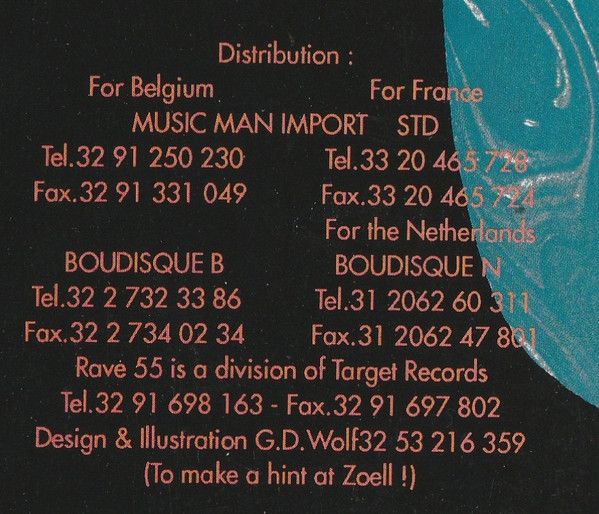 Distribution :
For Belgium For France
MUSIC MAN IMPORT STD
Tel.32 91 250 230 Tel.33 20 465 728
Fax.32 91 331 049 Fax.33 20 465 724
For the Netherlands
BOUDISQUE B BOUDISQUE N
Tel.32 2 732 33 86 Tel.31 2062 60 311
Fax.32 2 734 02 34 Fax.31 2062 47 801
Rave 55 is a division of Target Records
Tel.32 91 698 163 - Fax.32 91 697 802
Design & Illustration G.D.Wolf32 53 216 359
(To make a hint at Zoell !)